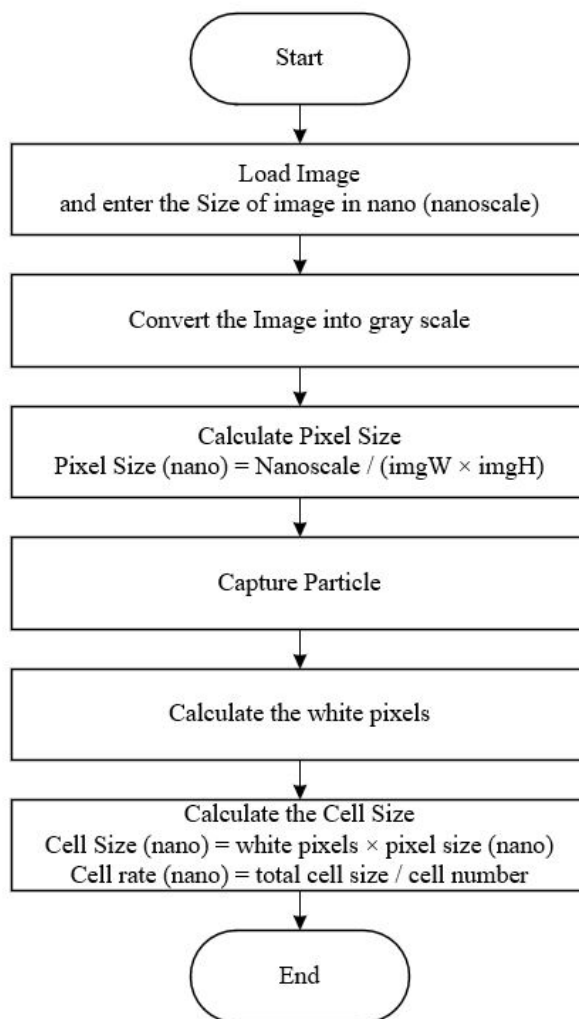 Start
Load Image
and enter the Size of image in nano (nanoscale)
Convert the Image into gray scale
Calculate Pixel Size
Pixel Size (nano) = Nanoscale / (imgW × imgH)
Capture Particle
Calculate the white pixels
Calculate the Cell Size
Cell Size (nano) = white pixels × pixel size (nano)
Cell rate (nano) = total cell size / cell number
End